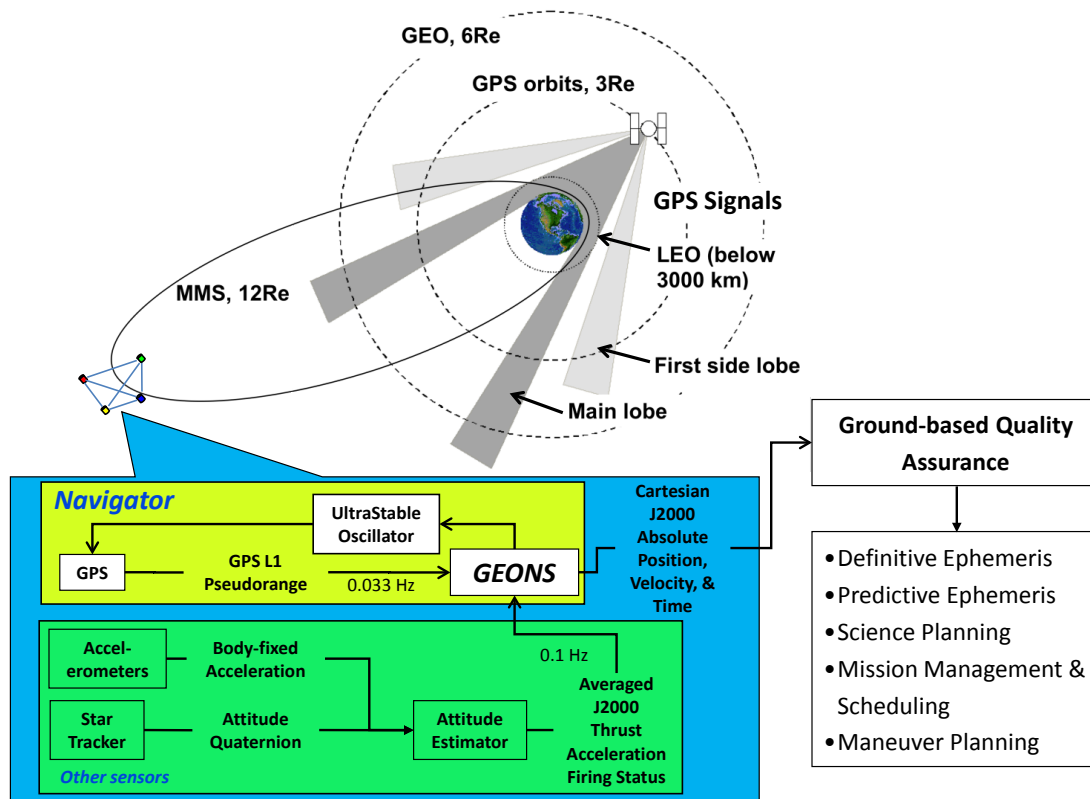 GEO, 6Re
GPS orbits, 3Re
GPS Signals
LEO (below
3000 km)
MMS, 12Re
First side lobe
Main lobe
Ground-based Quality
Assurance
Navigator
UltraStable
Oscillator
GPS
GPS L1
Pseudorange
0.033 Hz
GEONS
Cartesian
J2000
Absolute
Position,
Velocity, &
Time
•Definitive Ephemeris
•Predictive Ephemeris
•Science Planning
•Mission Management &
Scheduling
•Maneuver Planning
Accel-
erometers
Body-fixed
Acceleration
0.1 Hz
Averaged
J2000
Thrust
Acceleration
Firing Status
Star
Tracker
Attitude
Quaternion
Attitude
Estimator
Other sensors